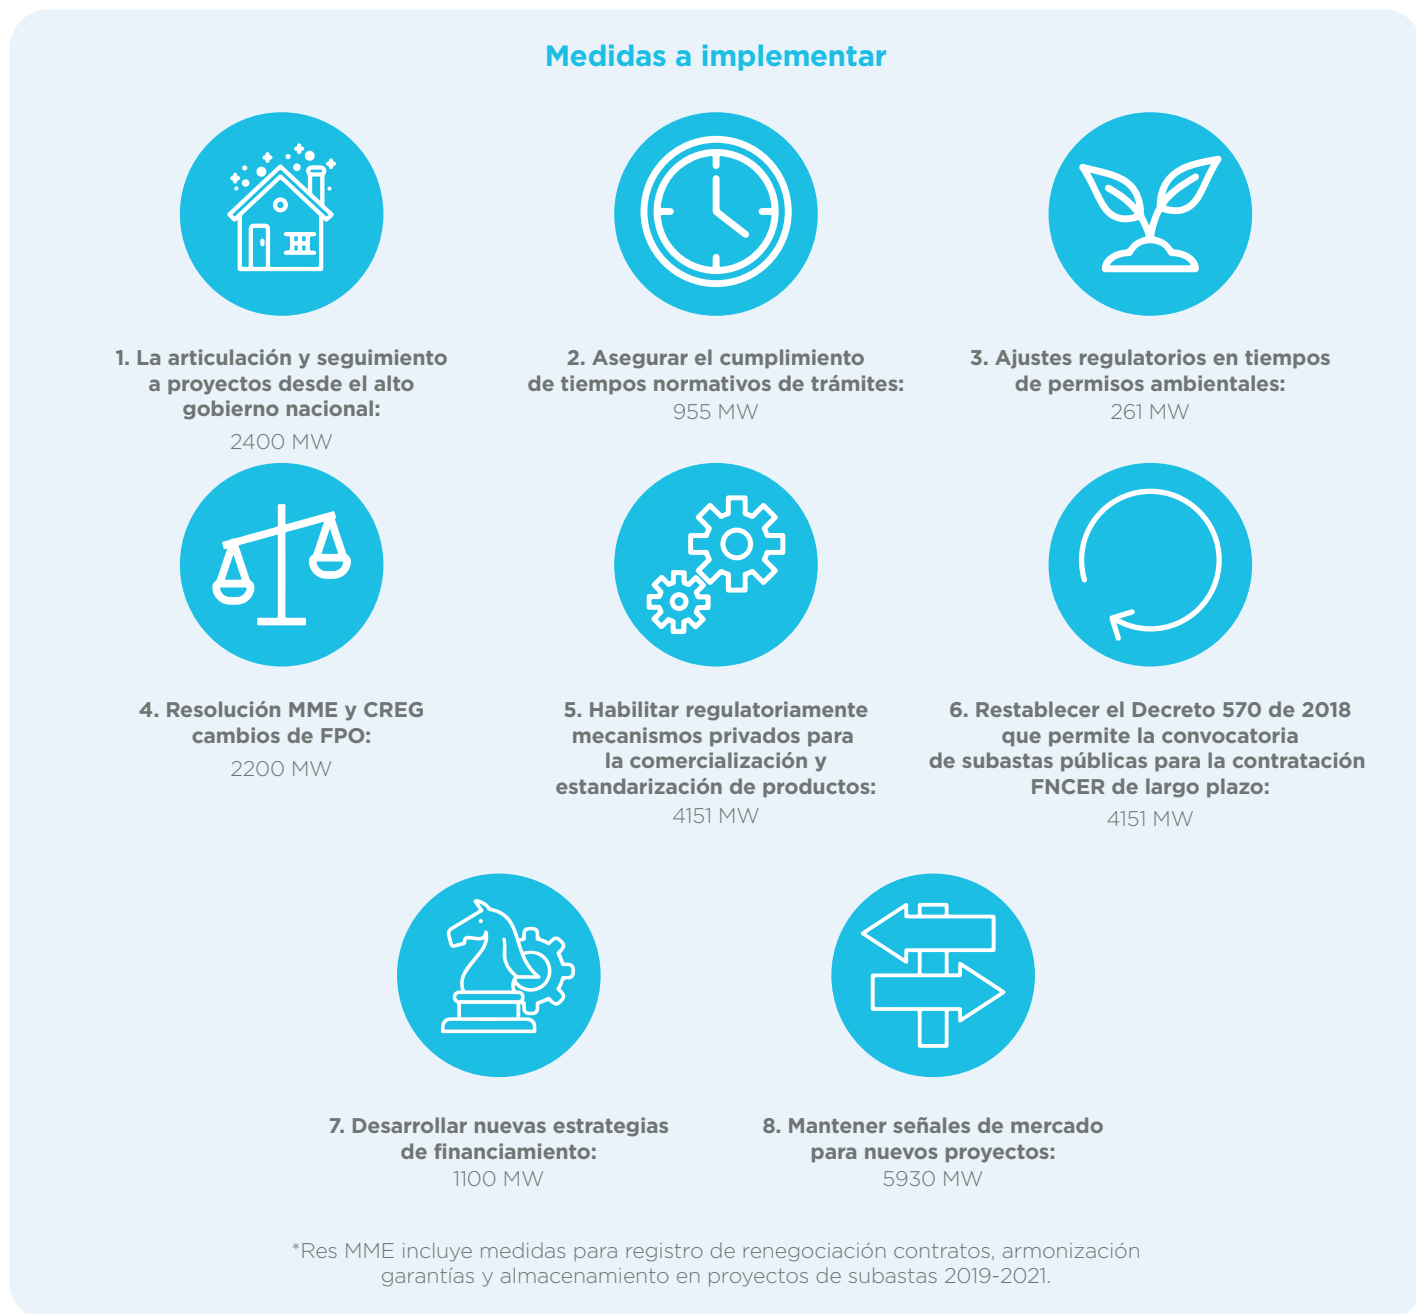 Medidas a implementar
1. La articulación y seguimiento
a proyectos desde el alto
gobierno nacional:
2400 MW
2. Asegurar el cumplimiento
de tiempos normativos de trámites:
955 MW
3. Ajustes regulatorios en tiempos
de permisos ambientales:
261 MW
4. Resolución MME y CREG
cambios de FPO:
2200 MW
5. Habilitar regulatoriamente
mecanismos privados para
la comercialización y
estandarización de productos:
4151 MW
6. Restablecer el Decreto 570 de 2018
que permite la convocatoria
de subastas públicas para la contratación
FNCER de largo plazo:
4151 MW
7. Desarrollar nuevas estrategias
de financiamiento:
1100 MW
8. Mantener señales de mercado
para nuevos proyectos:
5930 MW
*Res MME incluye medidas para registro de renegociación contratos, armonización
garantías y almacenamiento en proyectos de subastas 2019-2021.